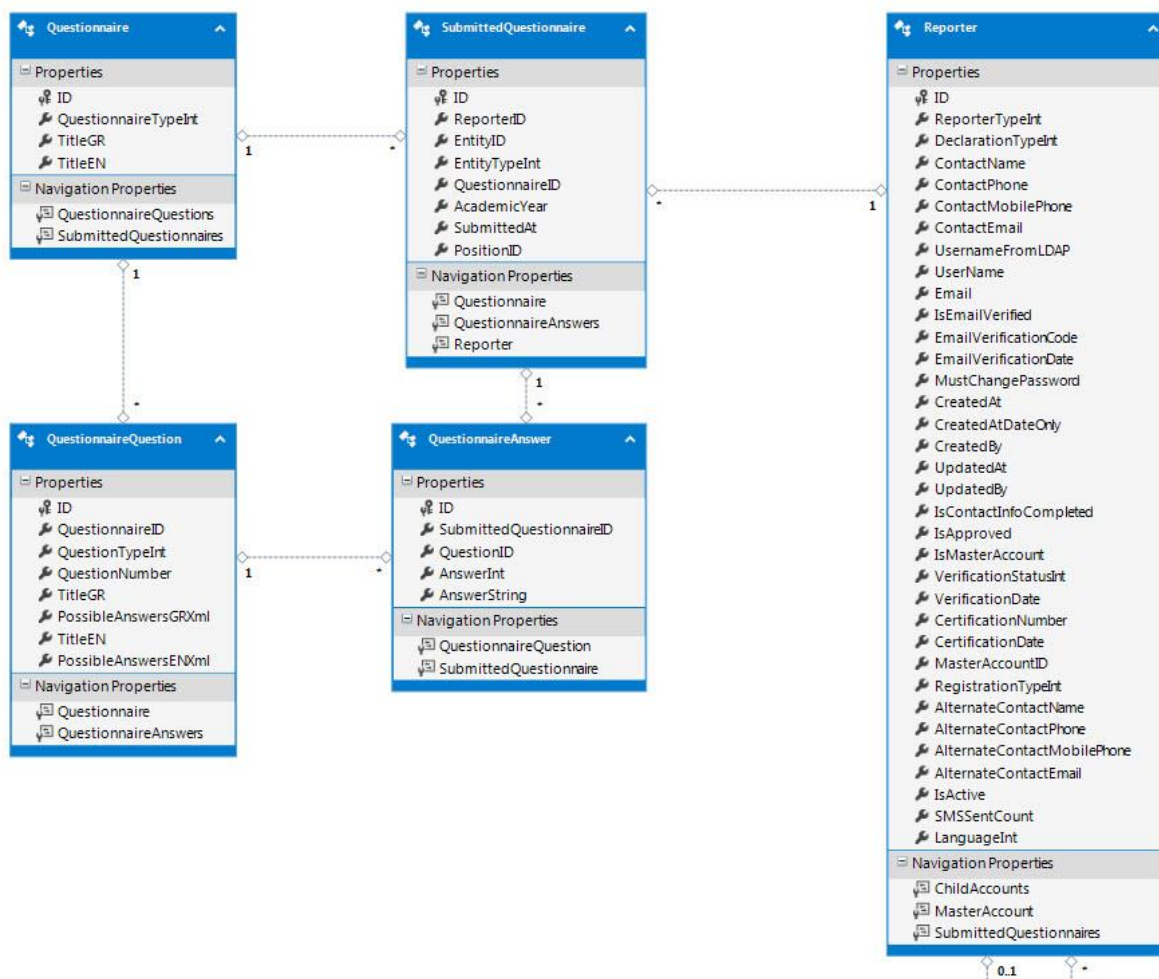 Questionnaire
Properties
ID
QuestionnaireTypeInt
TitleGR
TitleEN
Navigation Properties
QuestionnaireQuestions
SubmittedQuestionnaires
1
*
SubmittedQuestionnaire
Properties
ID
ReporterID
EntityID
EntityTypeInt
QuestionnaireID
AcademicYear
SubmittedAt
PositionID
Navigation Properties
Questionnaire
QuestionnaireAnswers
Reporter
*
1
Reporter
Properties
ID
ReporterTypeInt
DeclarationTypeInt
ContactName
ContactPhone
ContactMobilePhone
ContactEmail
UsernameFromLDAP
UserName
Email
IsEmailVerified
EmailVerificationCode
EmailVerificationDate
MustChangePassword
CreatedAt
CreatedAtDateOnly
CreatedBy
UpdatedAt
UpdatedBy
IsContactInfoCompleted
IsApproved
IsMasterAccount
VerificationStatusInt
VerificationDate
CertificationNumber
CertificationDate
MasterAccountID
RegistrationTypeInt
AlternateContactName
AlternateContactPhone
AlternateContactMobilePhone
AlternateContactEmail
IsActive
SMSSentCount
LanguageInt
Navigation Properties
ChildAccounts
MasterAccount
SubmittedQuestionnaires
0..1
*
1
*
1
*
QuestionnaireQuestion
Properties
ID
QuestionnaireID
QuestionTypeInt
QuestionNumber
TitleGR
PossibleAnswersGRXml
TitleEN
PossibleAnswersENXml
Navigation Properties
Questionnaire
QuestionnaireAnswers
1
*
QuestionnaireAnswer
Properties
ID
SubmittedQuestionnaireID
QuestionID
AnswerInt
AnswerString
Navigation Properties
QuestionnaireQuestion
SubmittedQuestionnaire